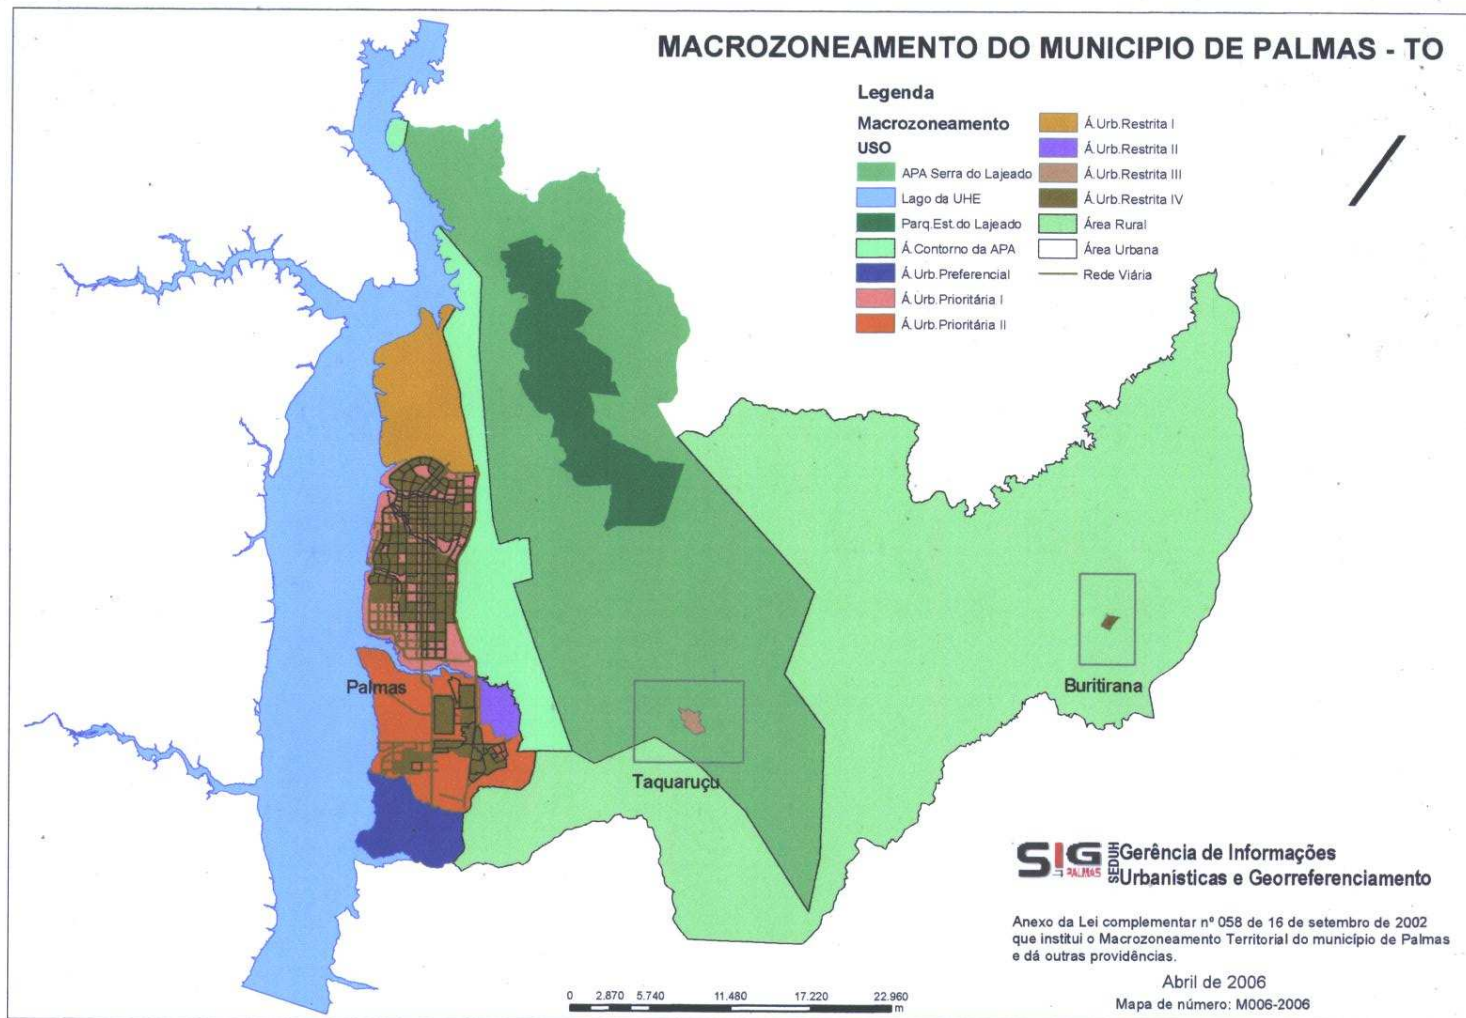 MACROZONEAMENTO DO MUNICIPIO DE PALMAS - TO
Legenda
Macrozoneamento
USO
APA Serra do Lajeado
Lago da UHE
Parq.Est.do Lajeado
Á.Contorno da APA
Á.Urb.Preferencial
Á.Urb.Prioritária I
Á.Urb.Prioritária II
Á.Urb.Restrita I
Á.Urb.Restrita II
Á.Urb.Restrita III
Á.Urb.Restrita IV
Área Rural
Área Urbana
Rede Viária
Palmas
Taquaruçu
Buritirana
SIG
PALMAS
SEDUH
Gerência de Informações
Urbanisticas e Georreferenciamento
Anexo da Lei complementar nº 058 de 16 de setembro de 2002
que institui o Macrozoneamento Territorial do município de Palmas
e dá outras providências.
Abril de 2006
Mapa de número: M006-2006
0 2.870 5.740 11.480 17.220 22.960
m